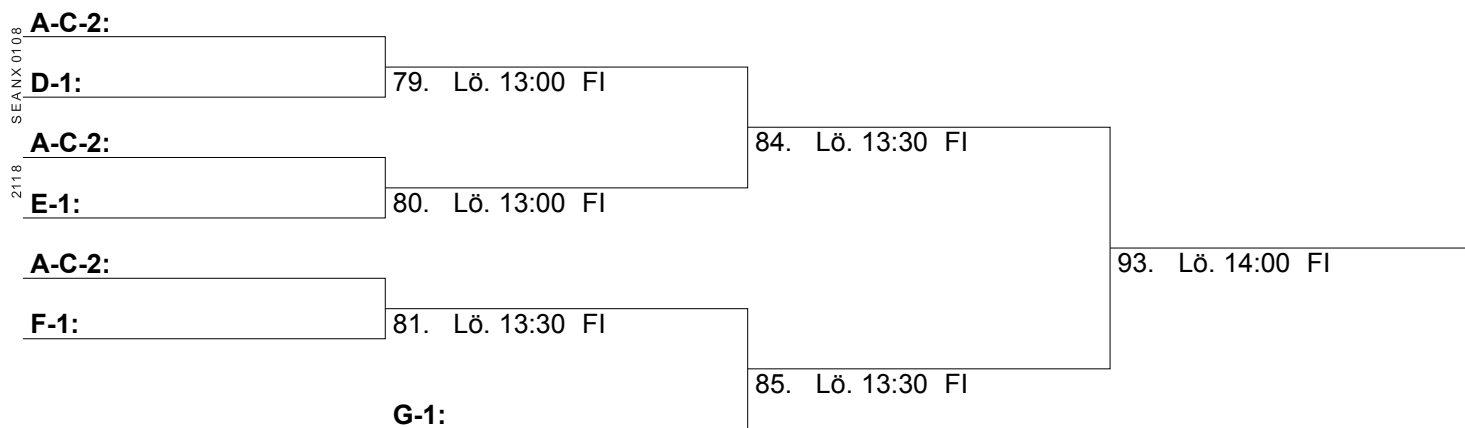 SEANX0108
2118
A-C-2:
D-1:
79. Lö. 13:00 FI
A-C-2:
84. Lö. 13:30 FI
E-1:
80. Lö. 13:00 FI
A-C-2:
93. Lö. 14:00 FI
F-1:
81. Lö. 13:30 FI
85. Lö. 13:30 FI
G-1: